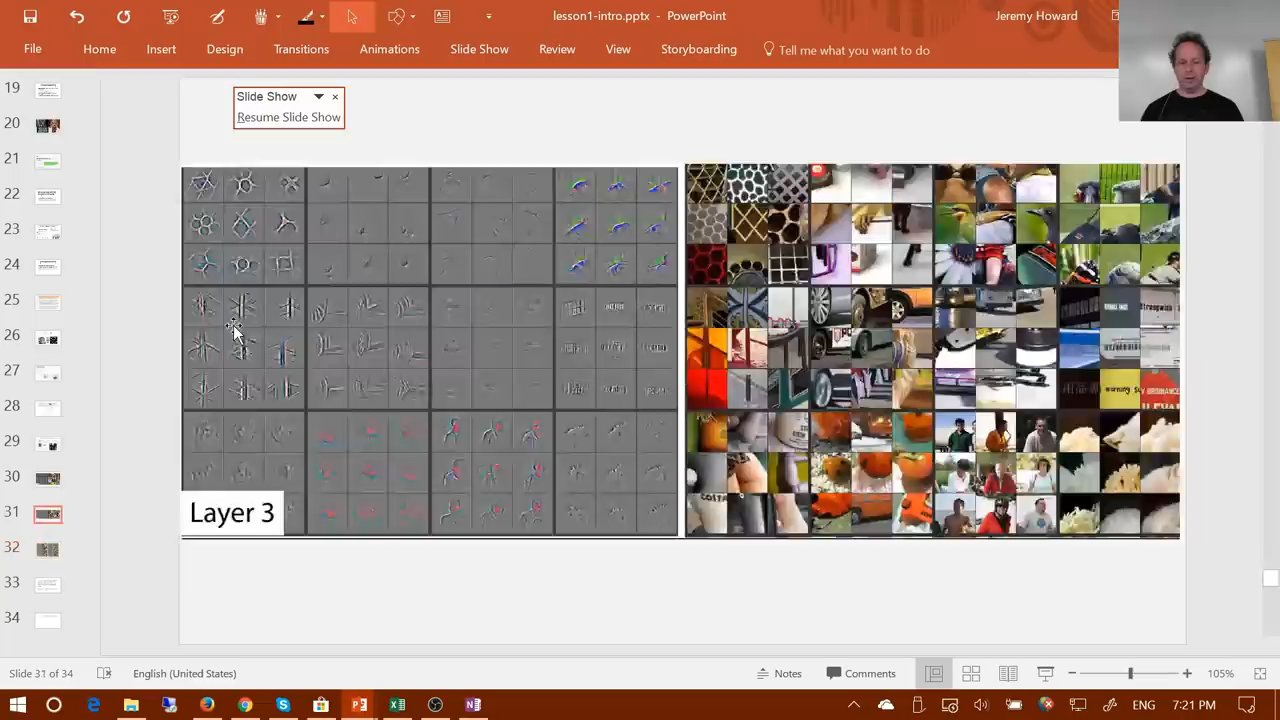 lesson1-intro.pptx - PowerPoint
Jeremy Howard
File Home Insert Design Transitions Animations Slide Show Review View Storyboarding Tell me what you want to do
Slide Show
Resume Slide Show
19
20
21
22
23
24
25
26
27
28
29
30
31
32
33
34
Layer 3
Slide 31 of 34 English (United States) Notes Comments 105%
ENG 7:21 PM